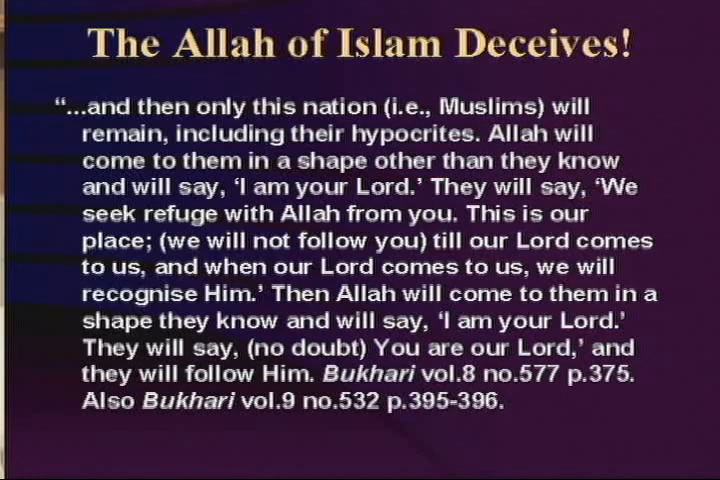 The Allah of Islam Deceives!
“...and then only this nation (i.e., Muslims) will
remain, including their hypocrites. Allah will
come to them in a shape other than they know
and will say, ‘I am your Lord.’ They will say, ‘We
seek refuge with Allah from you. This is our
place; (we will not follow you) till our Lord comes
to us, and when our Lord comes to us, we will
recognise Him.’ Then Allah will come to them in a
shape they know and will say, ‘I am your Lord.’
They will say, (no doubt) You are our Lord,’ and
they will follow Him. Bukhari vol.8 no.577 p.375.
Also Bukhari vol.9 no.532 p.395-396.